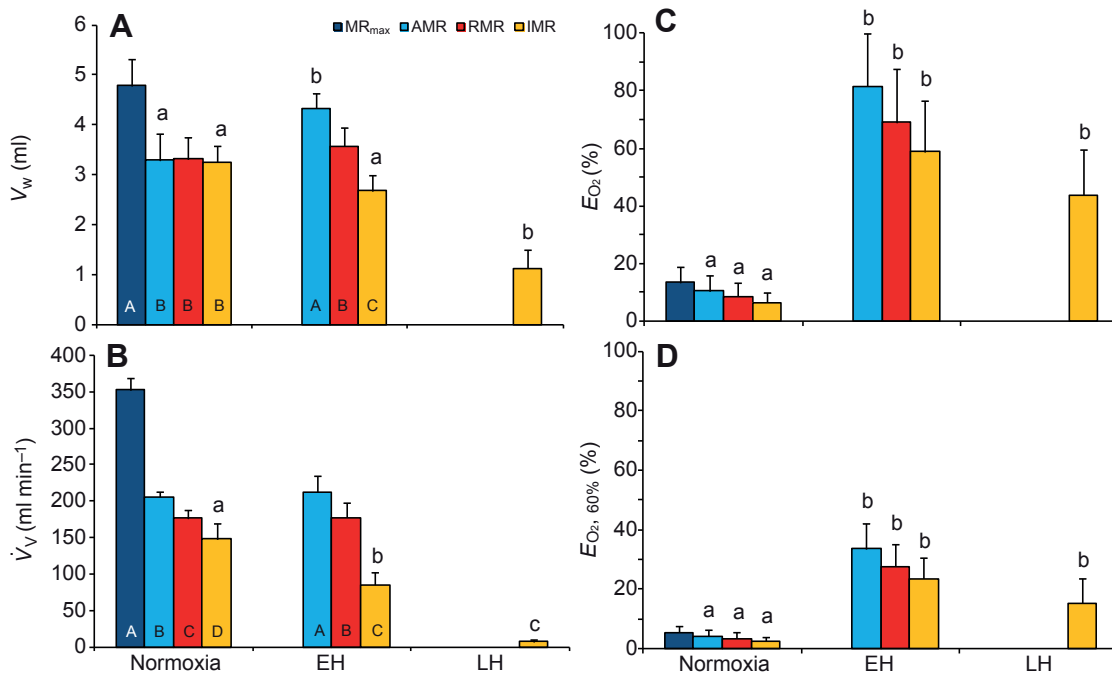 A
MRmax AMR RMR IMR
6
5
4
3
2
1
0
Vw (ml)
a
a
b
a
b
A B B B
A B C
B
400
350
300
250
200
150
100
50
0
V̇V (ml min–1)
a
b
c
A B C D
A B C
Normoxia EH LH
C
100
80
60
40
20
0
EO2 (%)
a a a
b
b
b
b
D
100
80
60
40
20
0
EO2, 60% (%)
a a a
b
b
b
b
Normoxia EH LH